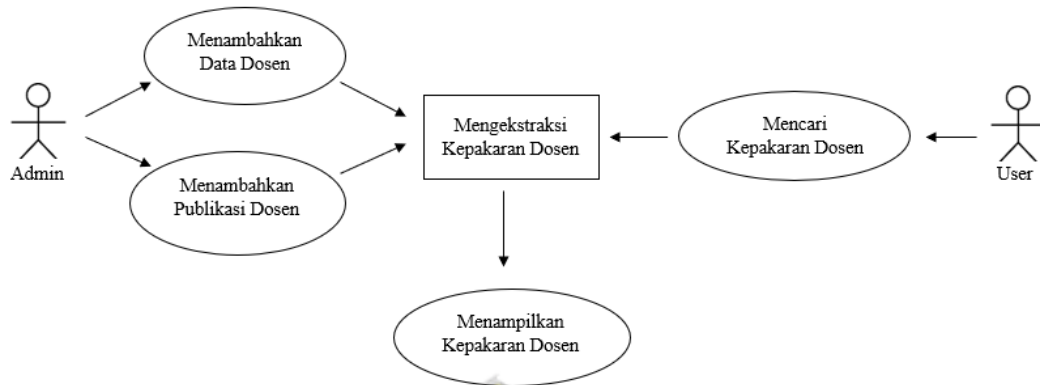 Menambahkan
Data Dosen
Admin
Menambahkan
Publikasi Dosen
Mengekstraksi
Kepakaran Dosen
Mencari
Kepakaran Dosen
User
Menampilkan
Kepakaran Dosen